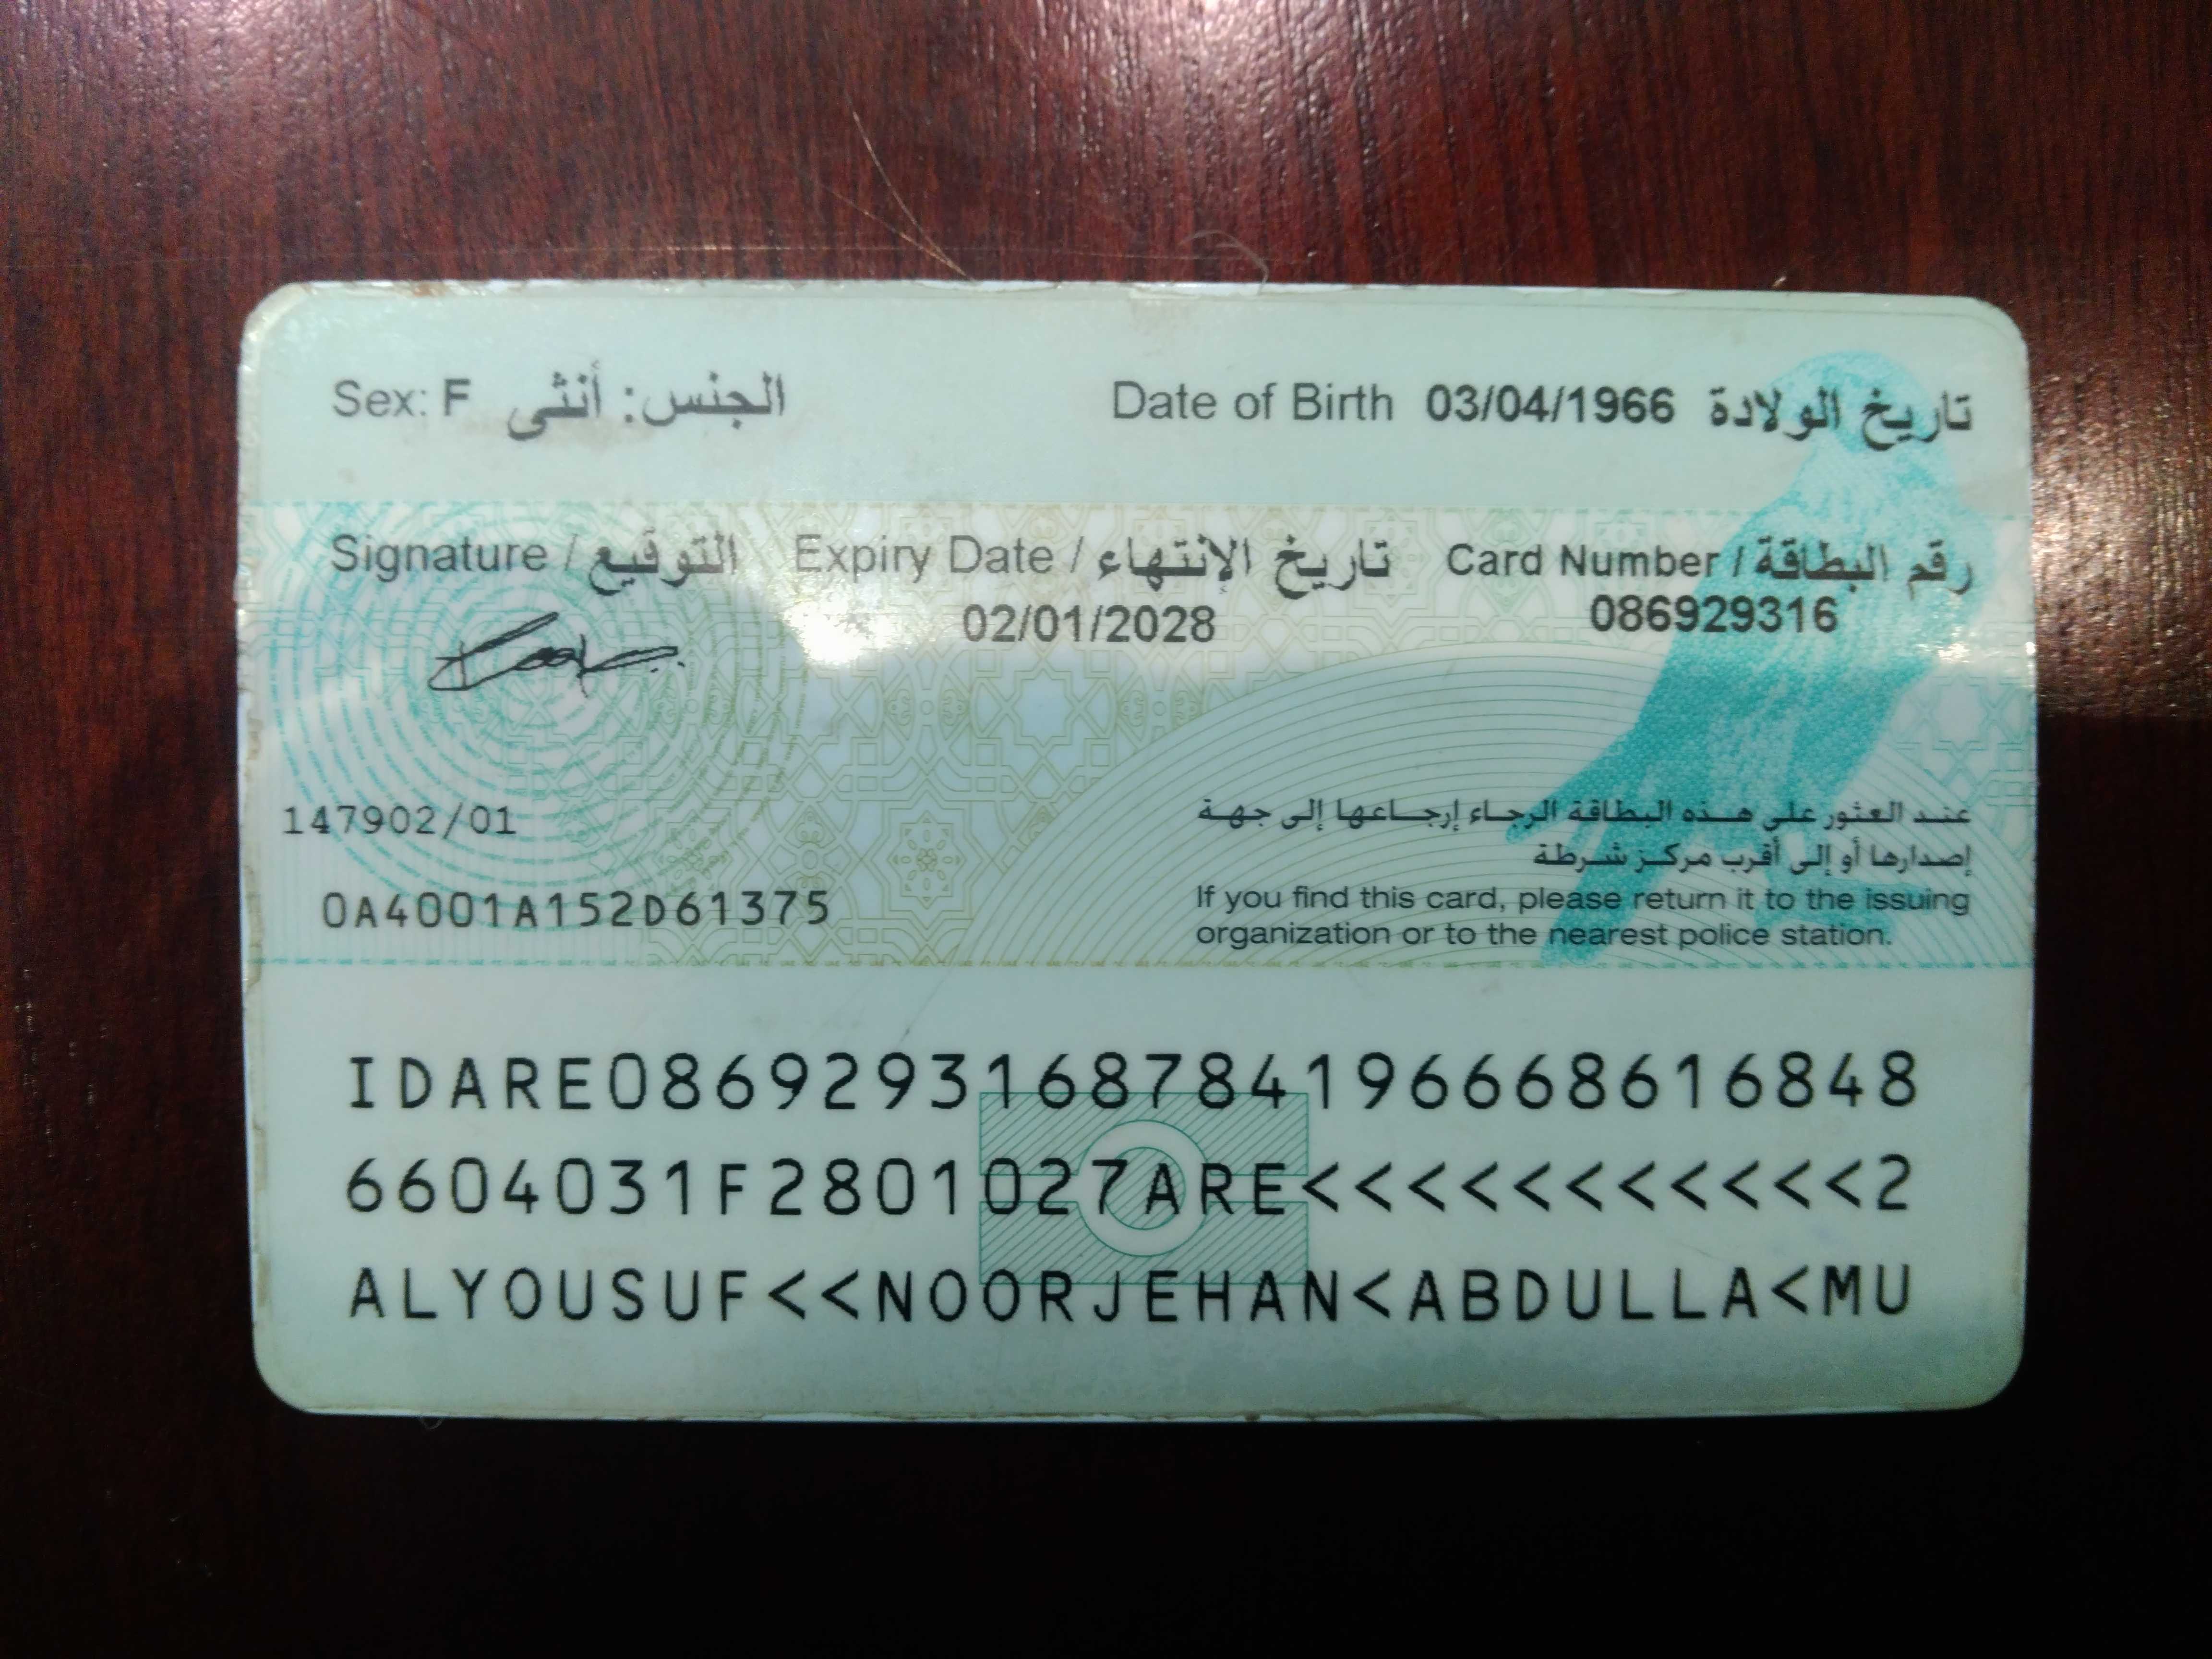 Sex: F الجنس: أنثى
Date of Birth 03/04/1966 تاريخ الولادة
Signature / التوقيع
Expiry Date / تاريخ الإنتهاء
02/01/2028
Card Number / رقم البطاقة
086929316
147902/01
0A4001A152D61375
عند العثور على هذه البطاقة الرجاء إرجاعها إلى جهة
إصدارها أو إلى أقرب مركز شرطة
If you find this card, please return it to the issuing
organization or to the nearest police station.
IDARE0869293168784196668616848
6604031F2801027ARE<<<<<<<<<<<2
ALYOUSUF<<NOORJEHAN<ABDULLA<MU